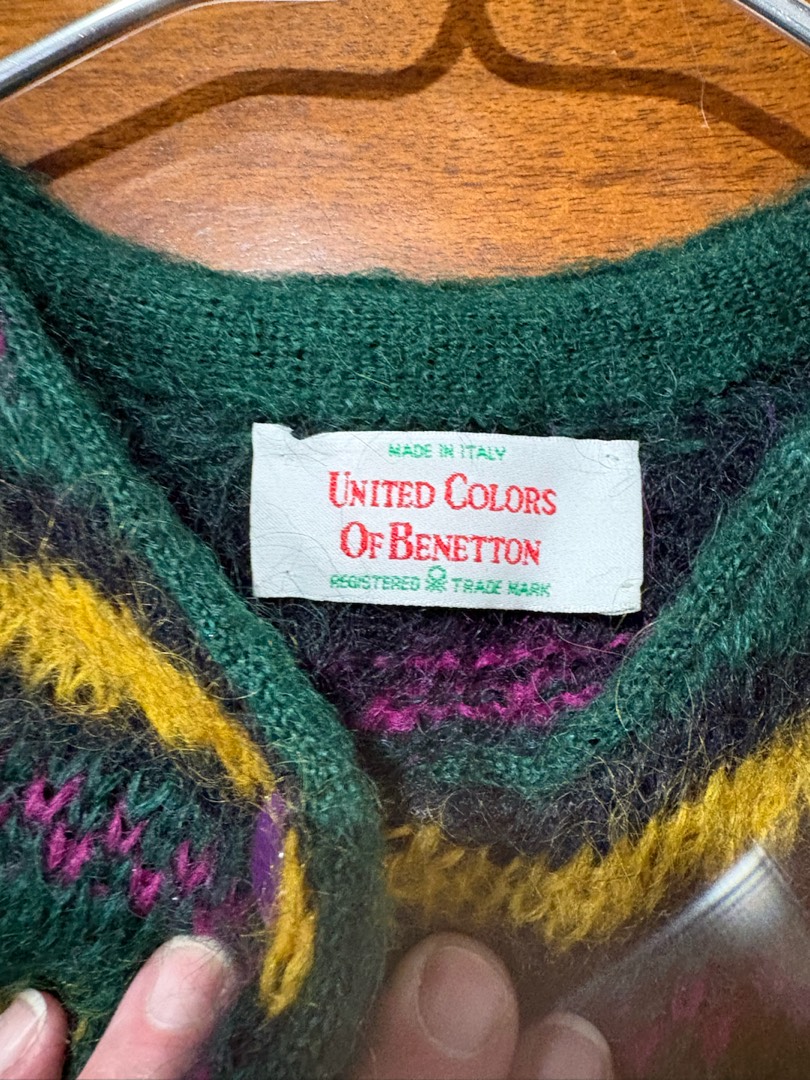 MADE IN ITALY
UNITED COLORS
OF BENETTON
REGISTERED TRADE MARK